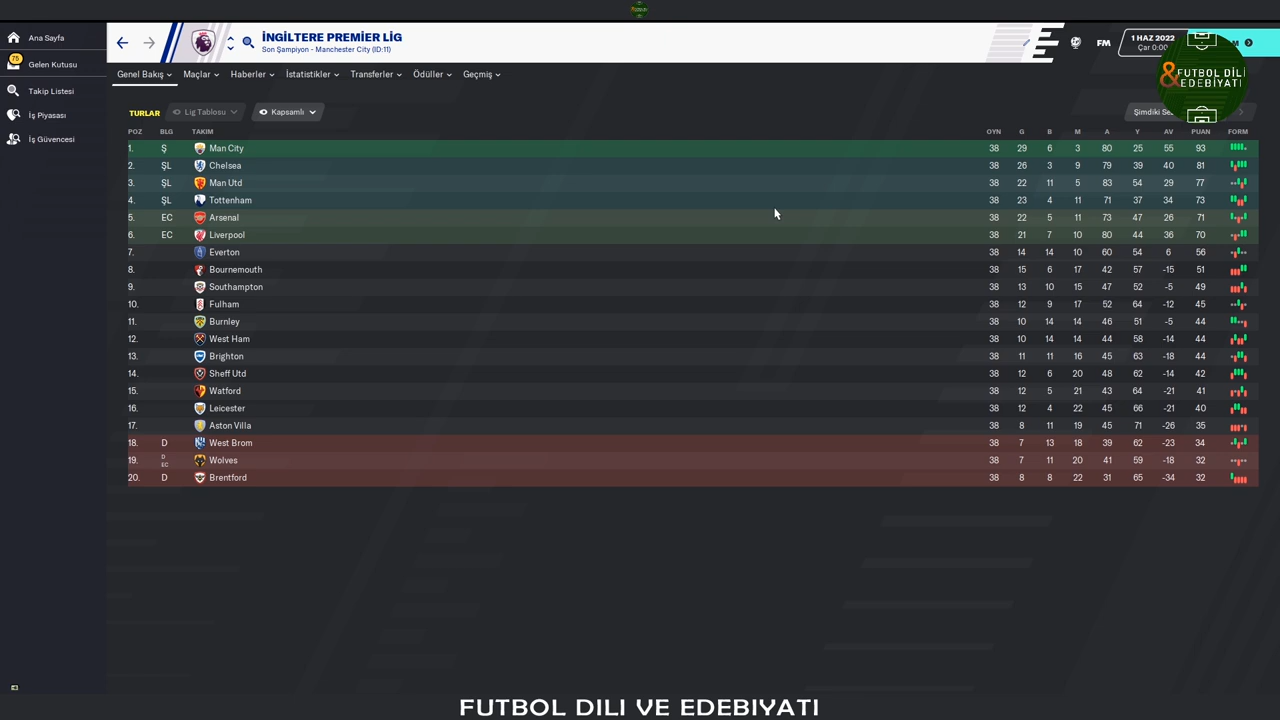 İNGİLTERE PREMİER LİG
Son Şampiyon - Manchester City (ID:11)
FM
1 HAZ 2022
Çar 0:00
& FUTBOL DİLİ
EDEBİYATI
Ana Sayfa
75
Gelen Kutusu
Takip Listesi
İş Piyasası
İş Güvencesi
Genel Bakış Maçlar Haberler İstatistikler Transferler Ödüller Geçmiş
TURLAR Lig Tablosu Kapsamlı
POZ BLG TAKIM OYN G B M A Y AV PUAN FORM
1. Ş Man City 38 29 6 3 80 25 55 93
2. ŞL Chelsea 38 26 3 9 79 39 40 81
3. ŞL Man Utd 38 22 11 5 83 54 29 77
4. ŞL Tottenham 38 23 4 11 71 37 34 73
5. EC Arsenal 38 22 5 11 73 47 26 71
6. EC Liverpool 38 21 7 10 80 44 36 70
7. Everton 38 14 14 10 60 54 6 56
8. Bournemouth 38 15 6 17 42 57 -15 51
9. Southampton 38 13 10 15 47 52 -5 49
10. Fulham 38 12 9 17 52 64 -12 45
11. Burnley 38 10 14 14 46 51 -5 44
12. West Ham 38 10 14 14 44 58 -14 44
13. Brighton 38 11 11 16 45 63 -18 44
14. Sheff Utd 38 12 6 20 48 62 -14 42
15. Watford 38 12 5 21 43 64 -21 41
16. Leicester 38 12 4 22 45 66 -21 40
17. Aston Villa 38 8 11 19 45 71 -26 35
18. D West Brom 38 7 13 18 39 62 -23 34
19. D EC Wolves 38 7 11 20 41 59 -18 32
20. D Brentford 38 8 8 22 31 65 -34 32
FUTBOL DILI VE EDEBIYATI